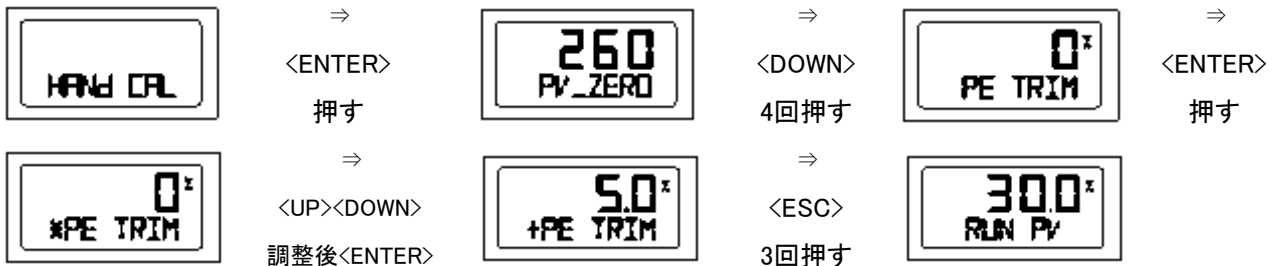 ⇒ ⇒ ⇒
260 0%
<ENTER> <DOWN> <ENTER>
HANd CAL PV_ZERO PE TRIM
押す 4回押す 押す
⇒ ⇒
0% 5.0% 30.0%
<UP><DOWN> <ESC>
*PE TRIM +PE TRIM RUN PV
調整後<ENTER> 3回押す